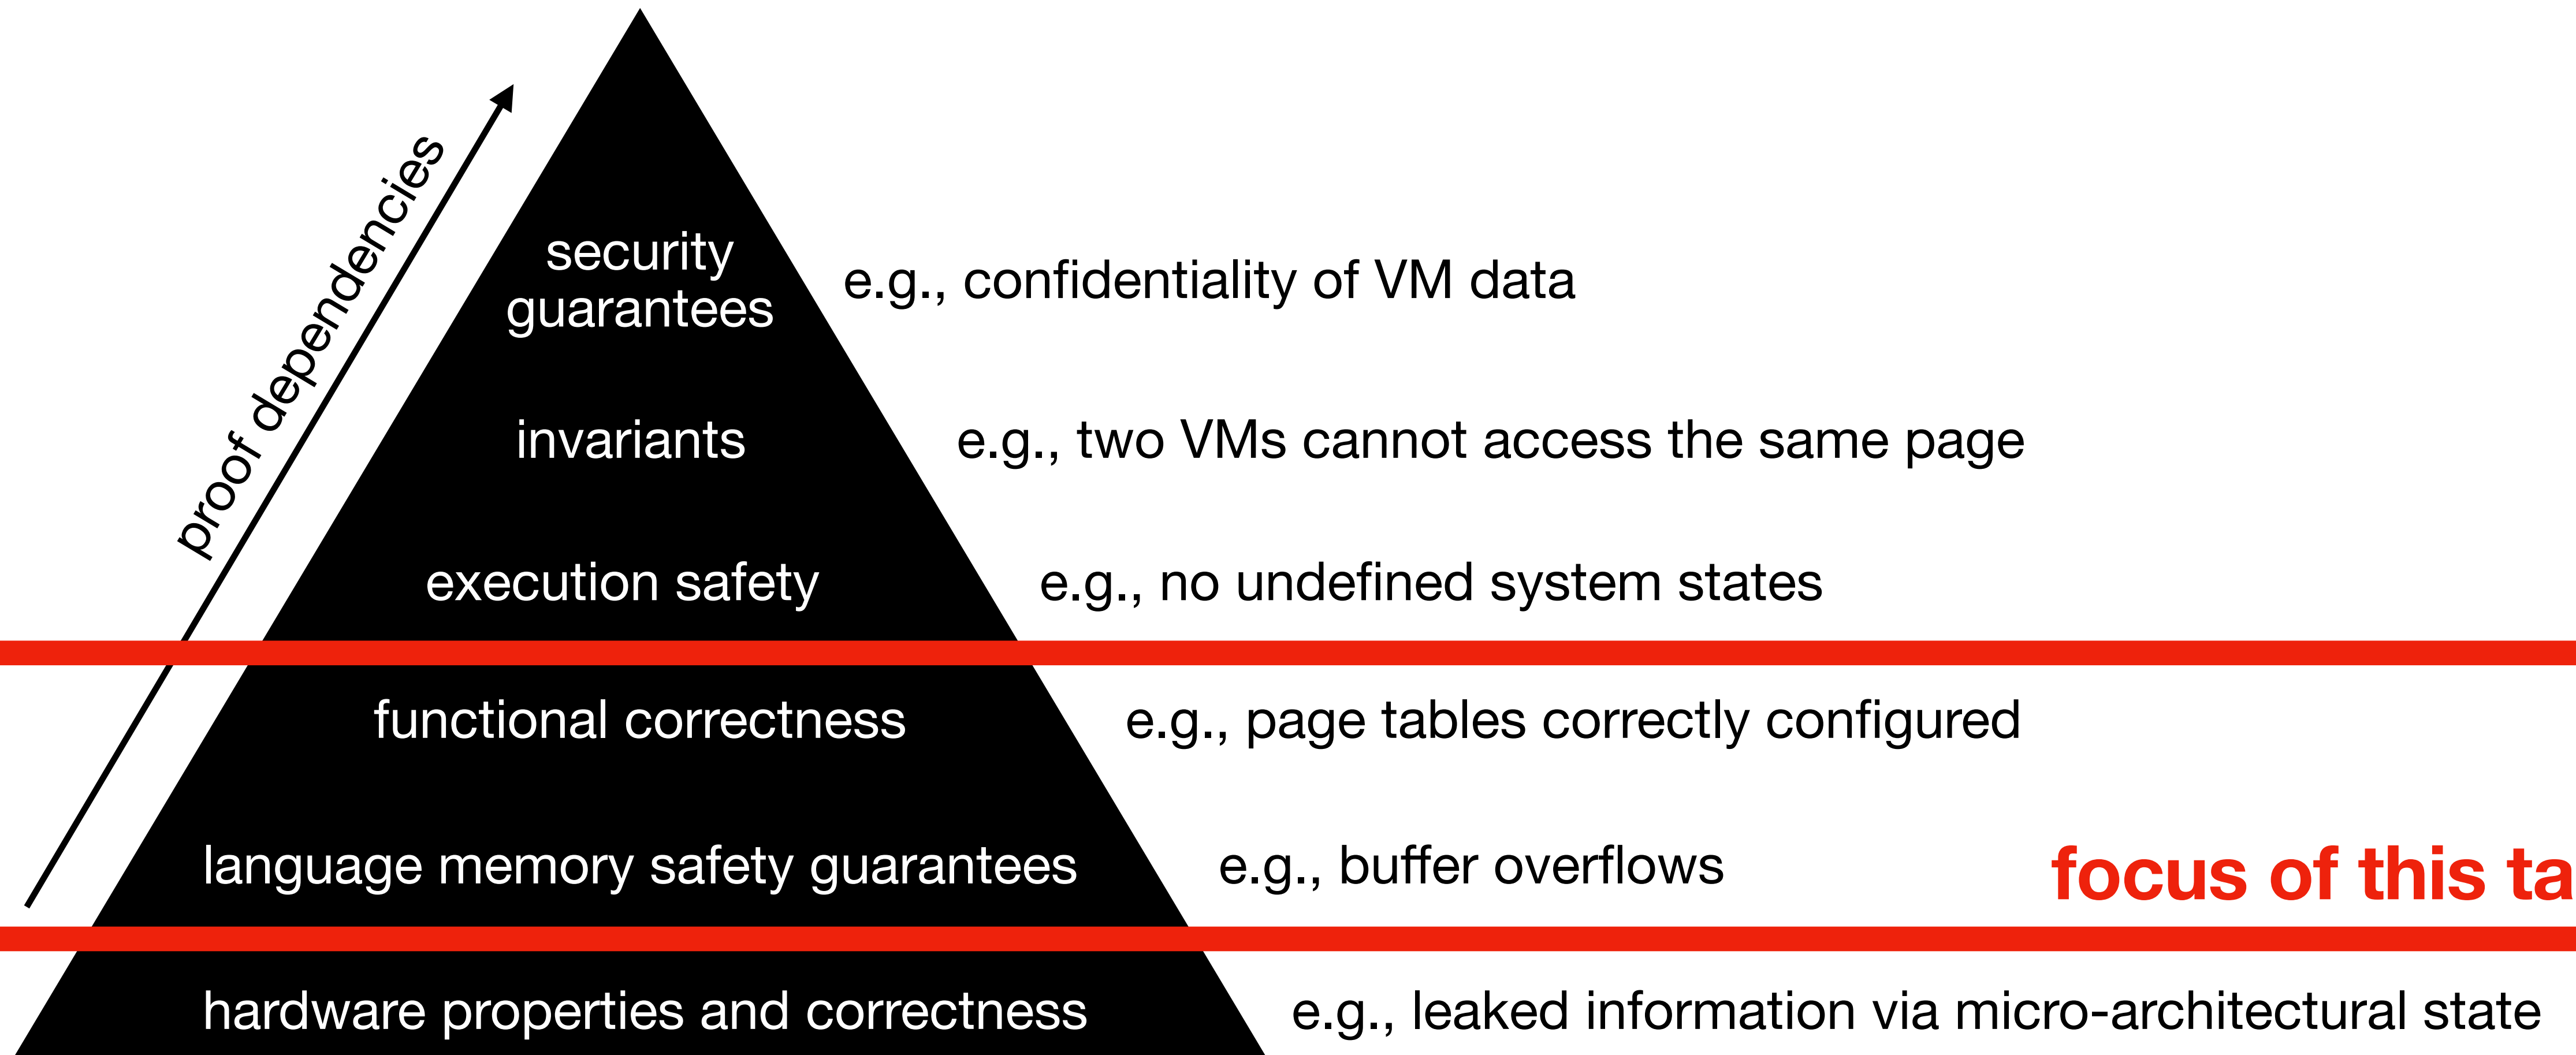 proof dependencies
security
guarantees
e.g., confidentiality of VM data
invariants
e.g., two VMs cannot access the same page
execution safety
e.g., no undefined system states
functional correctness
e.g., page tables correctly configured
language memory safety guarantees
e.g., buffer overflows
focus of this
hardware properties and correctness
e.g., leaked information via micro-architectural state